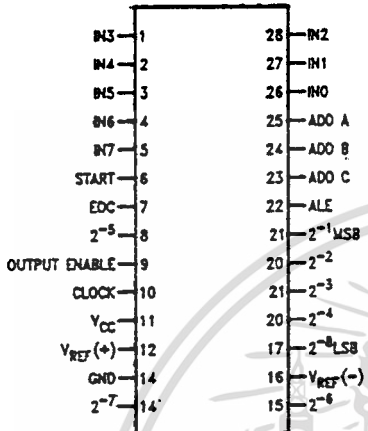 IN3 1 28 IN2
IN4 2 27 IN1
IN5 3 26 IN0
IN6 4 25 ADD A
IN7 5 24 ADD B
START 6 23 ADD C
EOC 7 22 ALE
2⁻⁵ 8 21 2⁻¹MSB
OUTPUT ENABLE 9 20 2⁻²
CLOCK 10 21 2⁻³
VCC 11 20 2⁻⁴
VREF(+) 12 17 2⁻⁸LSB
GND 14 16 VREF(-)
2⁻⁷ 14 15 2⁻⁶